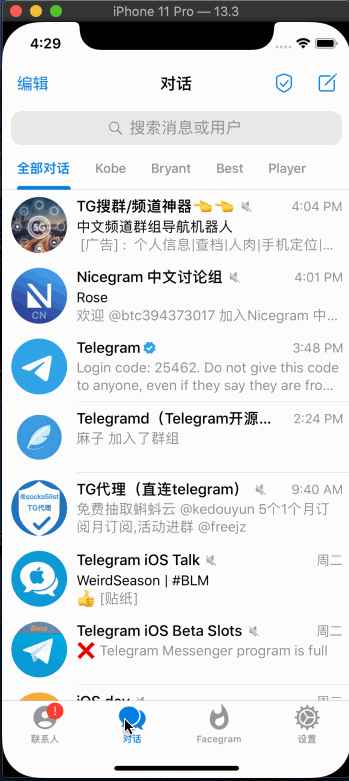 iPhone 11 Pro — 13.3
4:29
编辑
对话
搜索消息或用户
全部对话 Kobe Bryant Best Player
TG搜群/频道神器👈👈 4:04 PM
中文频道群组导航机器人
[广告]：个人信息|查档|人肉|手机定位|...
5G
Nicegram 中文讨论组 4:01 PM
Rose
欢迎 @btc394373017 加入Nicegram 中...
N
CN
Telegram 3:48 PM
Login code: 25462. Do not give this code
to anyone, even if they say they are fro...
Telegramd（Telegram开源... 2:24 PM
麻子 加入了群组
@socks5list
TG代理
TG代理（直连telegram） 9:40 AM
免费抽取蝌蚪云 @kedouyun 5个1个月订
阅月订阅,活动进群 @freejz
Telegram iOS Talk 周二
WeirdSeason | #BLM
👍 [贴纸]
Beta
Telegram iOS Beta Slots 周二
❌ Telegram Messenger program is full
iOS dev 周二
!
联系人 对话 Facegram 设置